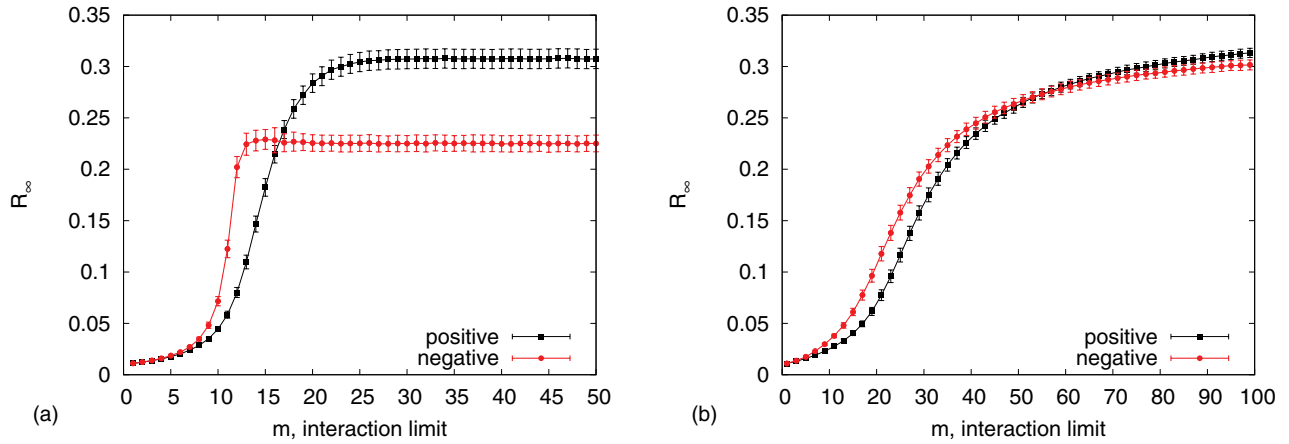 0.35
0.3
0.25
0.2
0.15
0.1
0.05
0
R∞
0 5 10 15 20 25 30 35 40 45 50
m, interaction limit
positive
negative
(a)
0.35
0.3
0.25
0.2
0.15
0.1
0.05
0
R∞
0 10 20 30 40 50 60 70 80 90 100
m, interaction limit
positive
negative
(b)